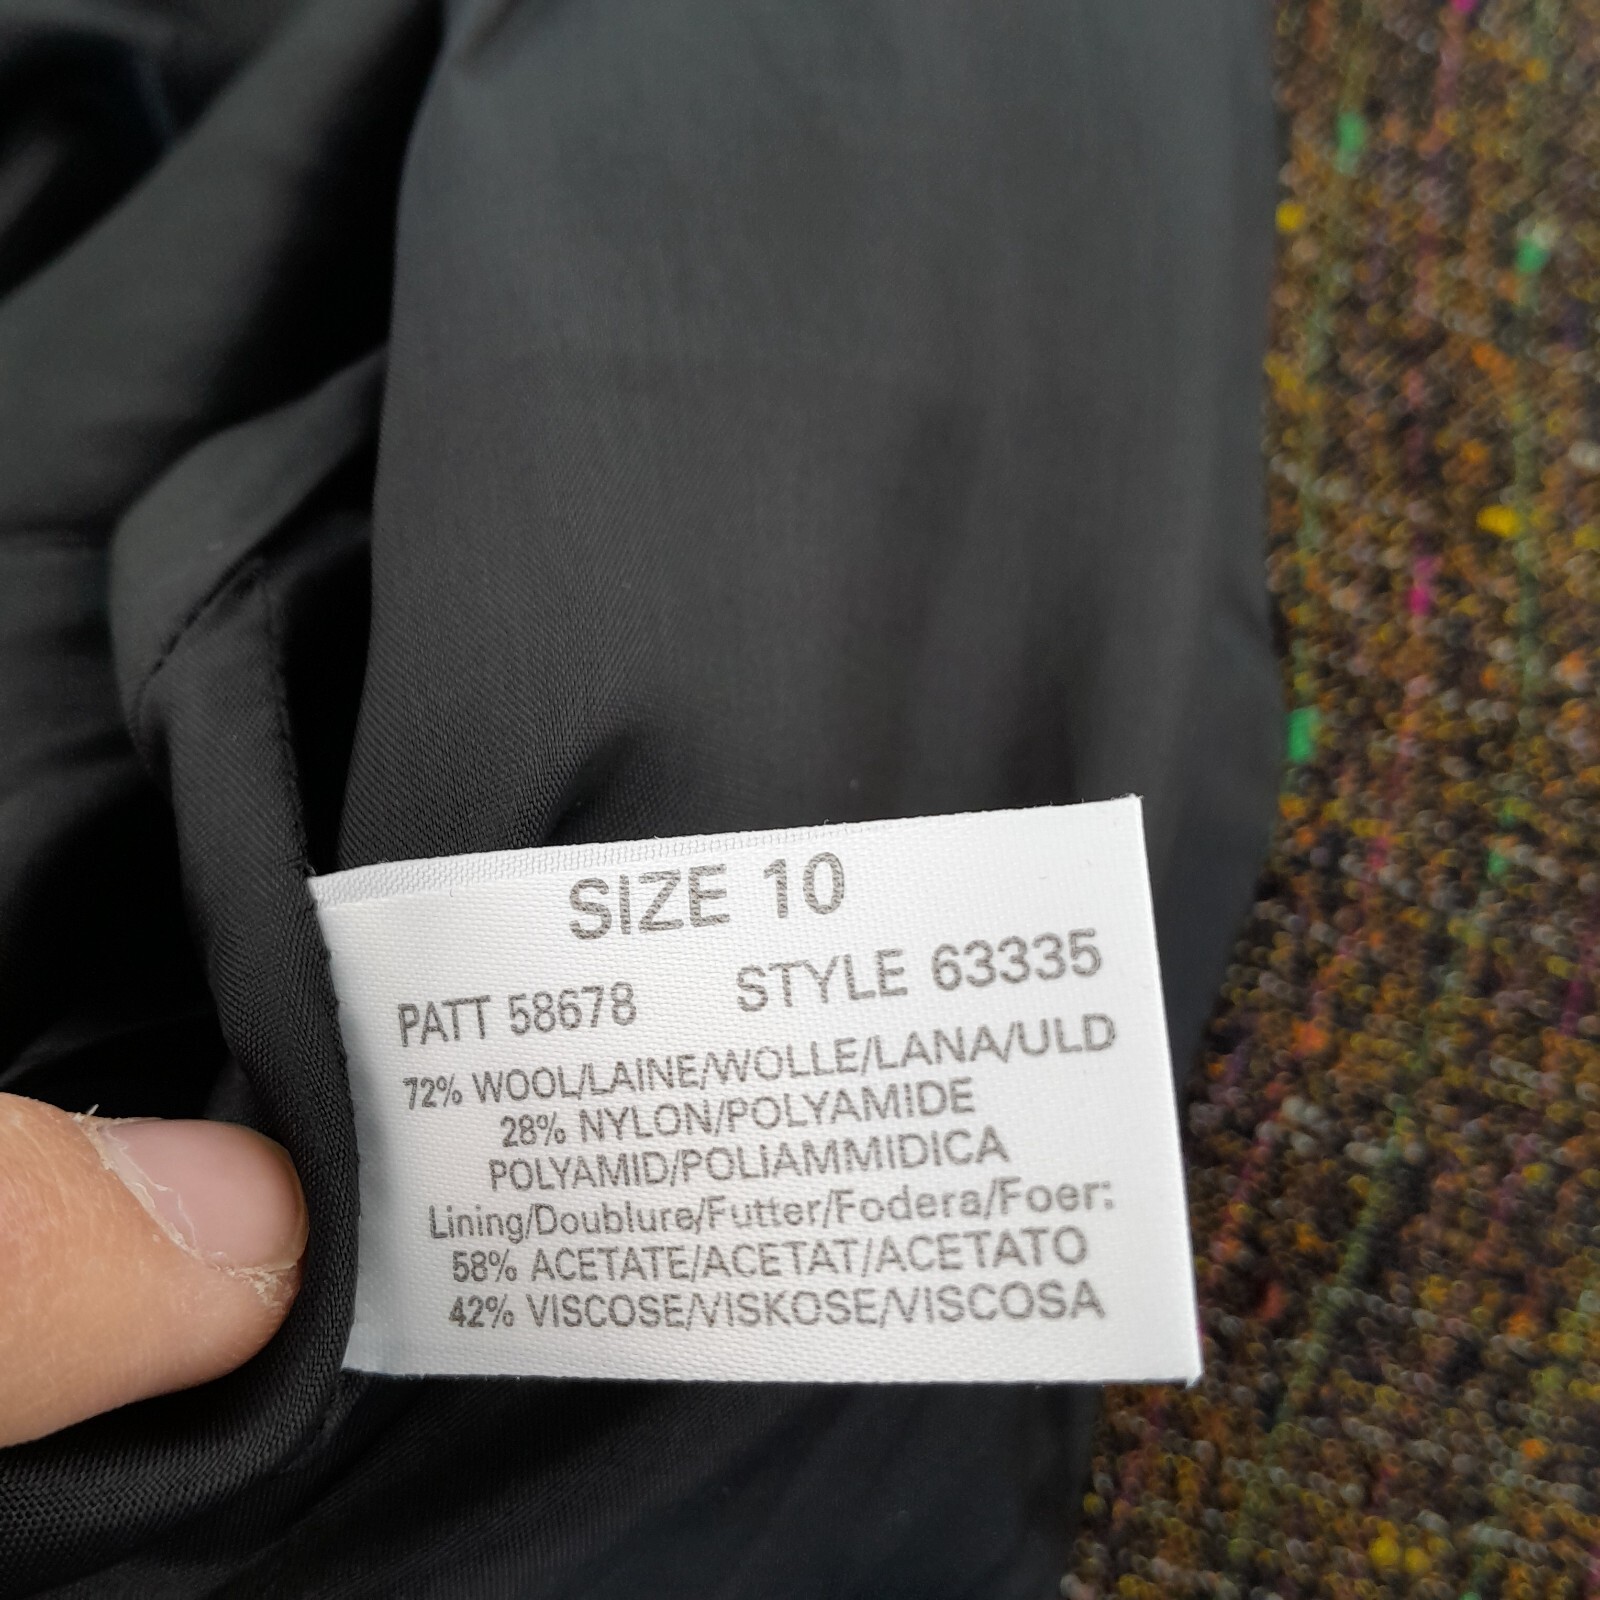 SIZE 10
PATT 58678 STYLE 63335
72% WOOL/LAINE/WOLLE/LANA/ULD
28% NYLON/POLYAMIDE
POLYAMID/POLIAMMIDICA
Lining/Doublure/Futter/Fodera/Foer:
58% ACETATE/ACETAT/ACETATO
42% VISCOSE/VISKOSE/VISCOSA